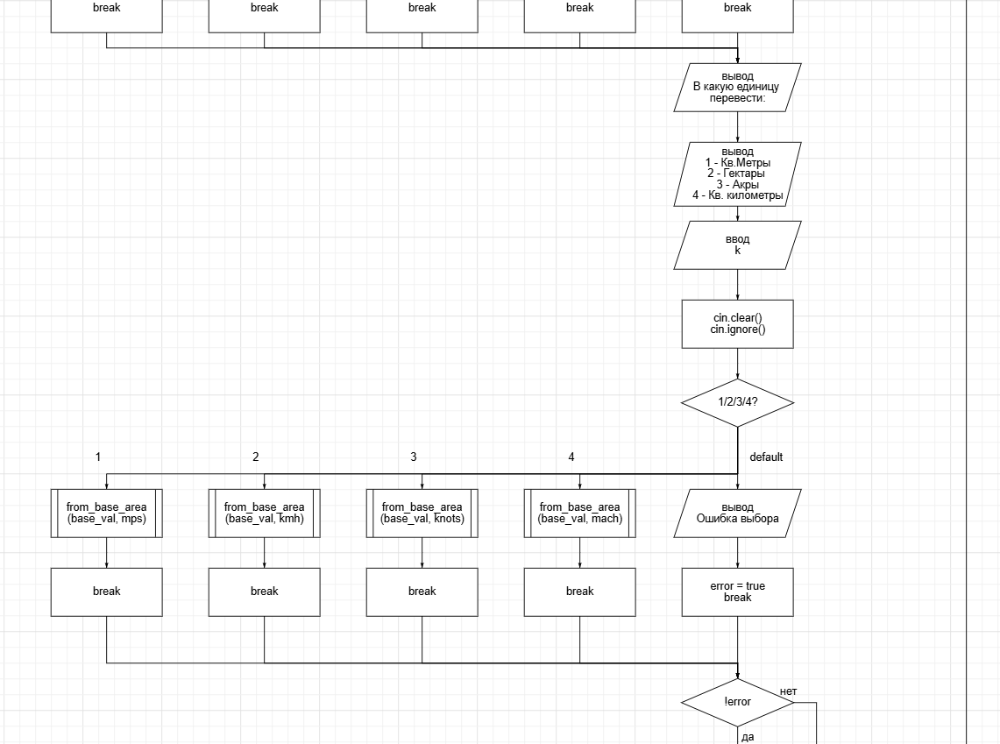 break
break
break
break
break
вывод
В какую единицу
перевести:
вывод
1 - Кв.Метры
2 - Гектары
3 - Акры
4 - Кв. километры
ввод
k
cin.clear()
cin.ignore()
1/2/3/4?
1
2
3
4
default
from_base_area
(base_val, mps)
from_base_area
(base_val, kmh)
from_base_area
(base_val, knots)
from_base_area
(base_val, mach)
вывод
Ошибка выбора
break
break
break
break
error = true
break
!error
нет
да